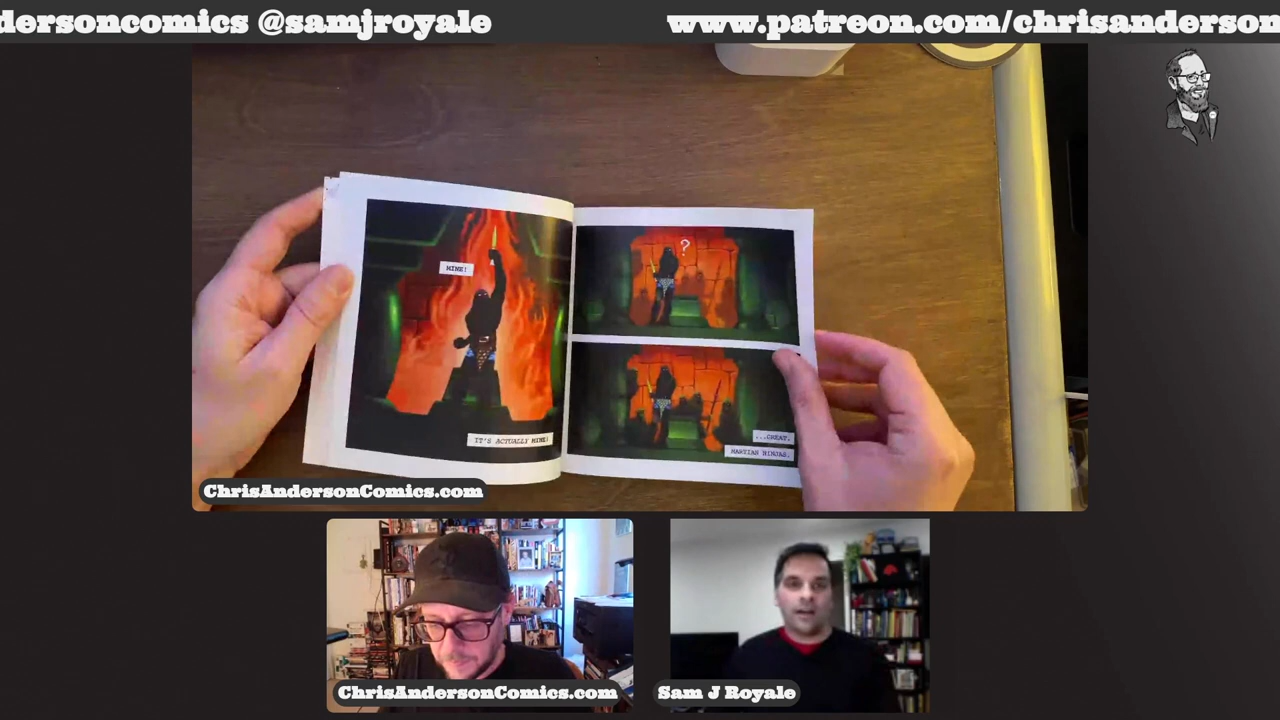 dersoncomics @samjroyale
www.patreon.com/chrisanderson
MINE!
IT'S ACTUALLY MINE!
?
...GREAT.
MARTIAN NINJAS.
ChrisAndersonComics.com
ChrisAndersonComics.com
Sam J Royale